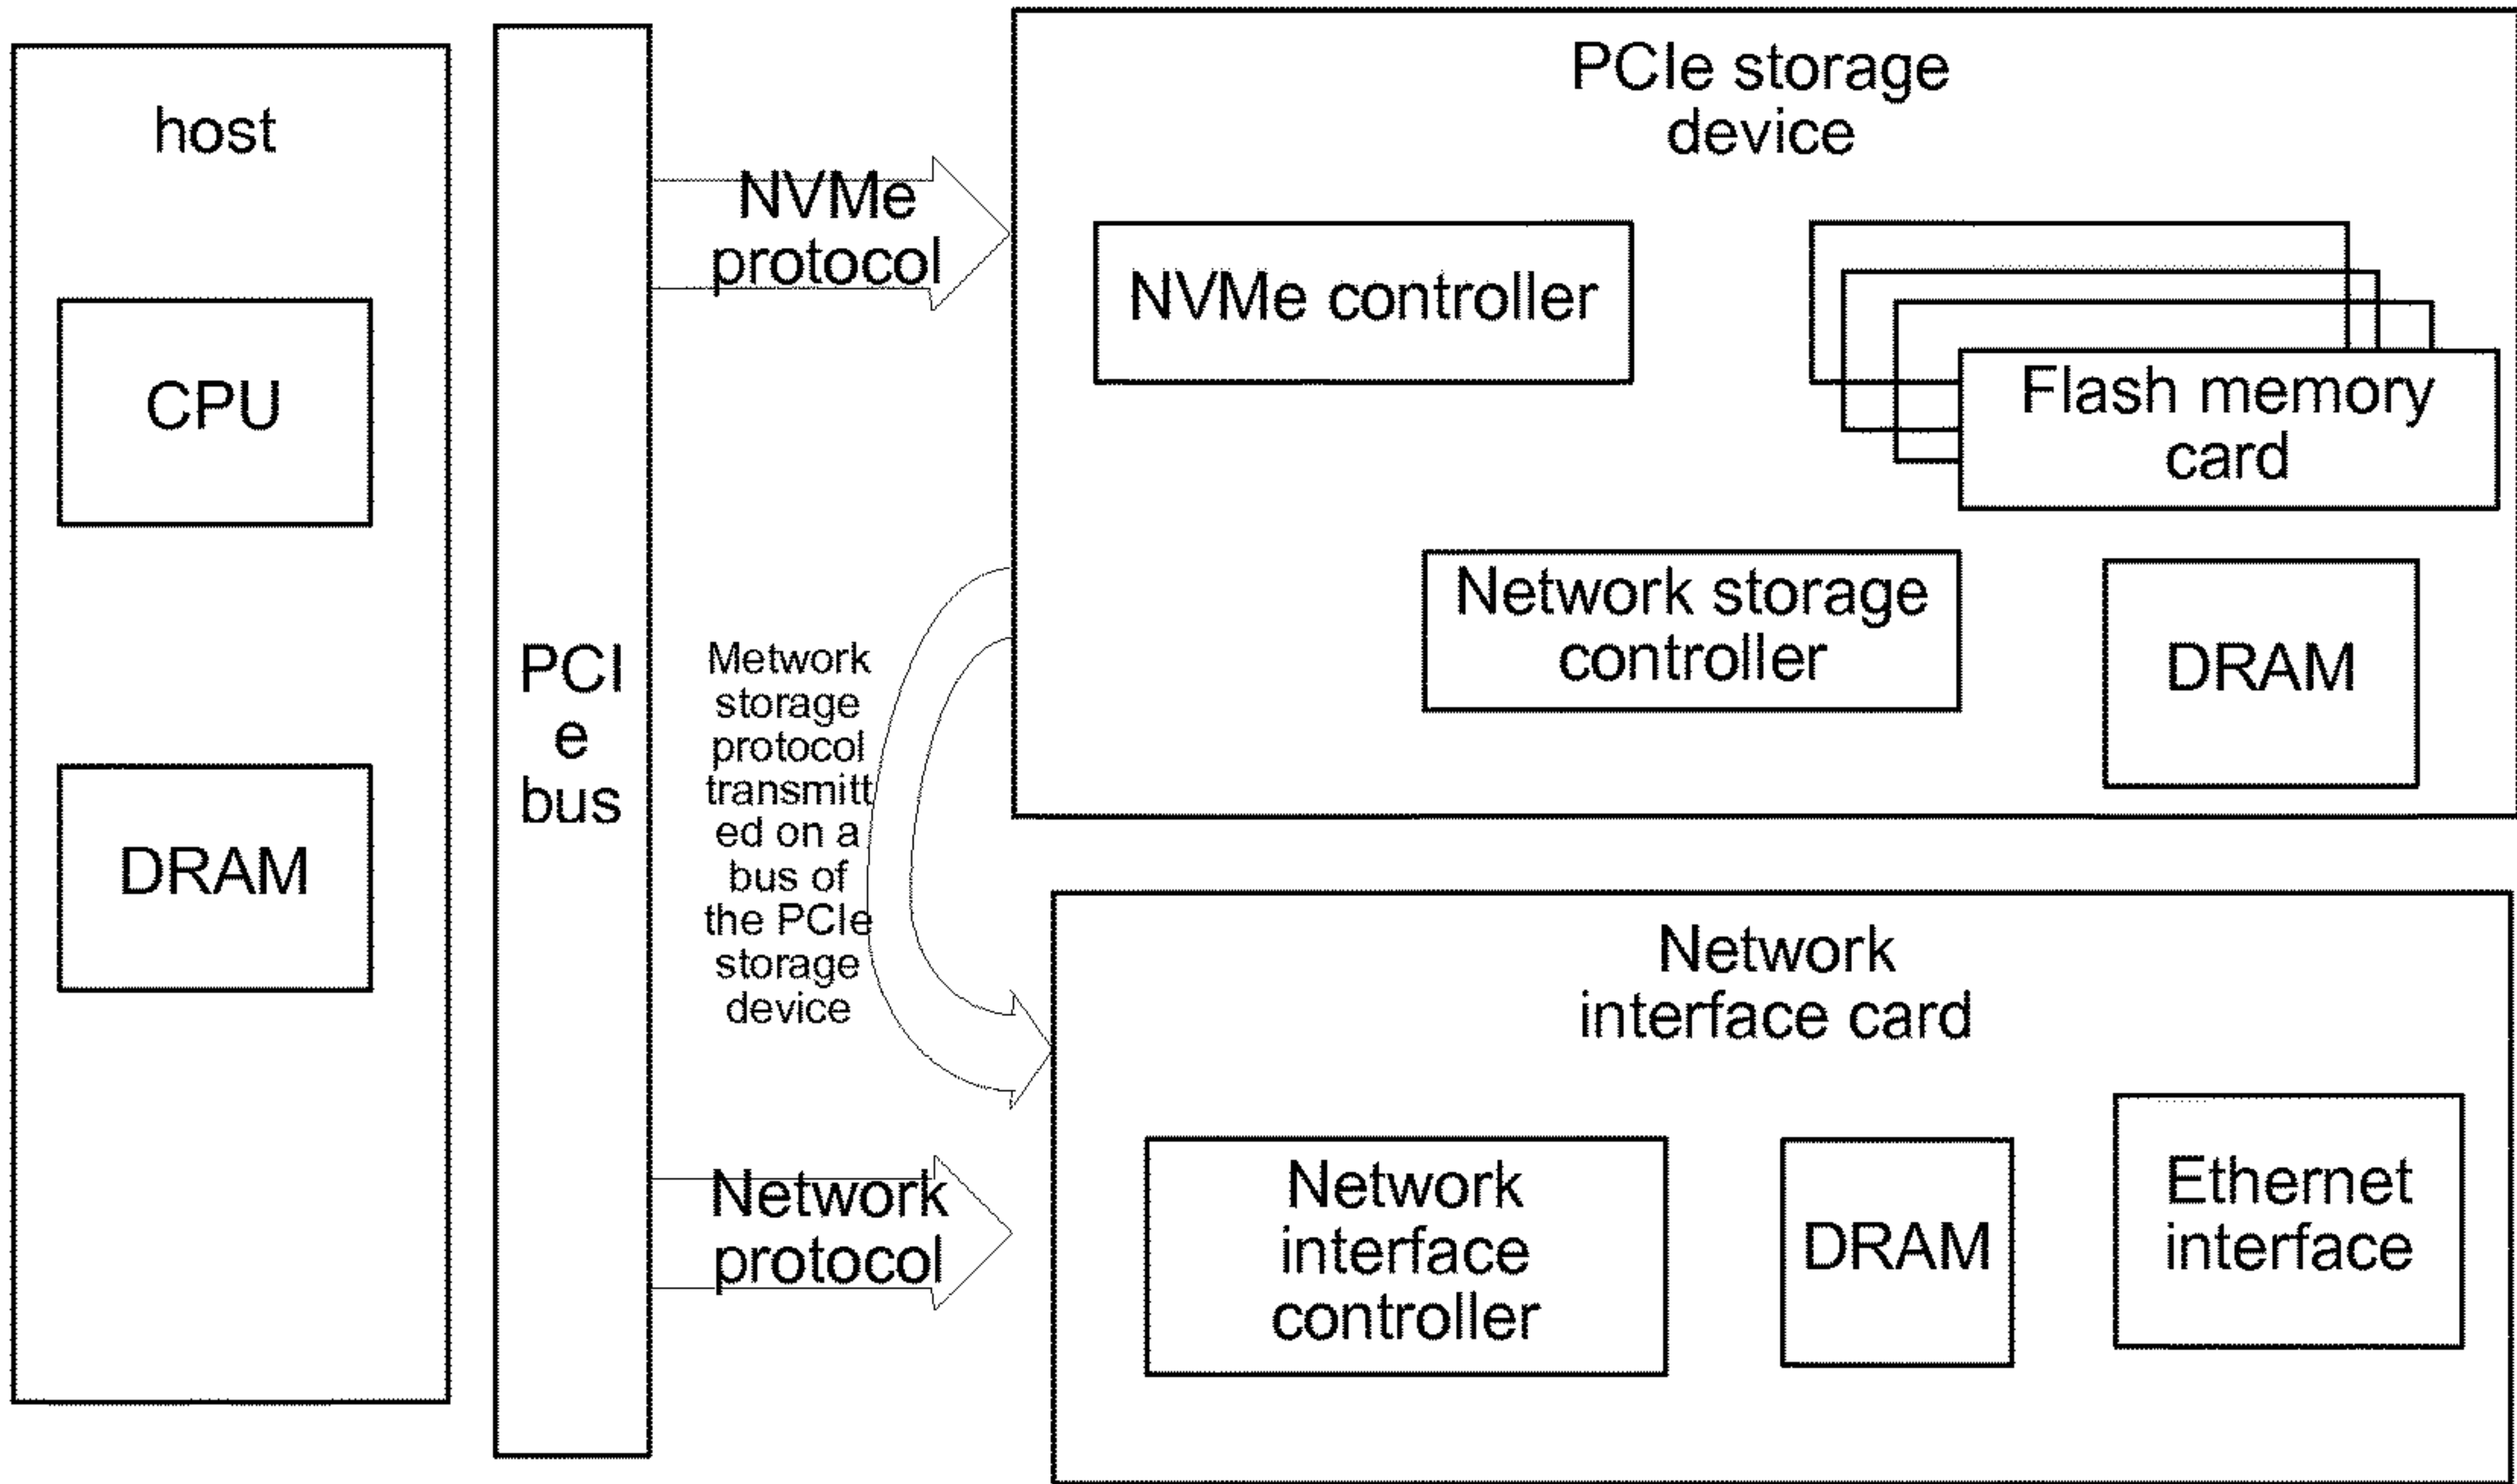 host
CPU
DRAM
PCI
e
bus
NVMe
protocol
Metwork
storage
protocol
transmitt
ed on a
bus of
the PCIe
storage
device
Network
protocol
PCIe storage
device
NVMe controller
Flash memory
card
Network storage
controller
DRAM
Network
interface card
Network
interface
controller
DRAM
Ethernet
interface